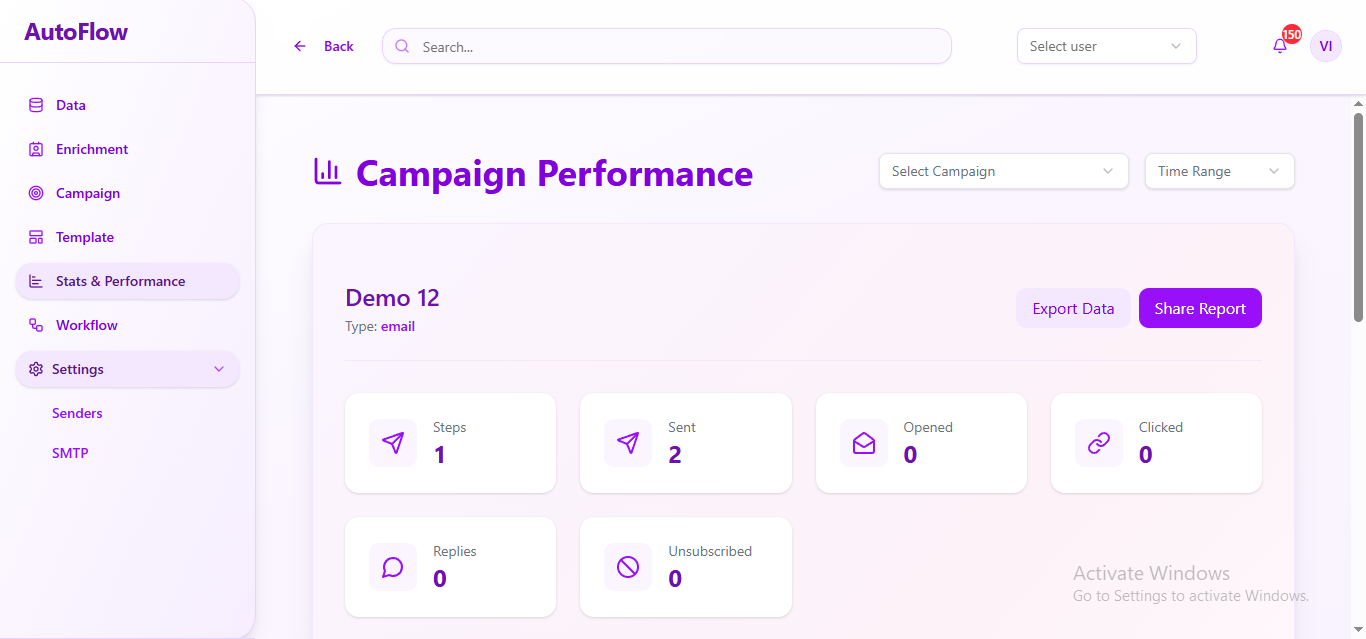 AutoFlow
Data
Enrichment
Campaign
Template
Stats & Performance
Workflow
Settings
Senders
SMTP
Back
Search...
Select user
150
VI
Campaign Performance
Select Campaign
Time Range
Demo 12
Type: email
Export Data
Share Report
Steps
1
Sent
2
Opened
0
Clicked
0
Replies
0
Unsubscribed
0
Activate Windows
Go to Settings to activate Windows.